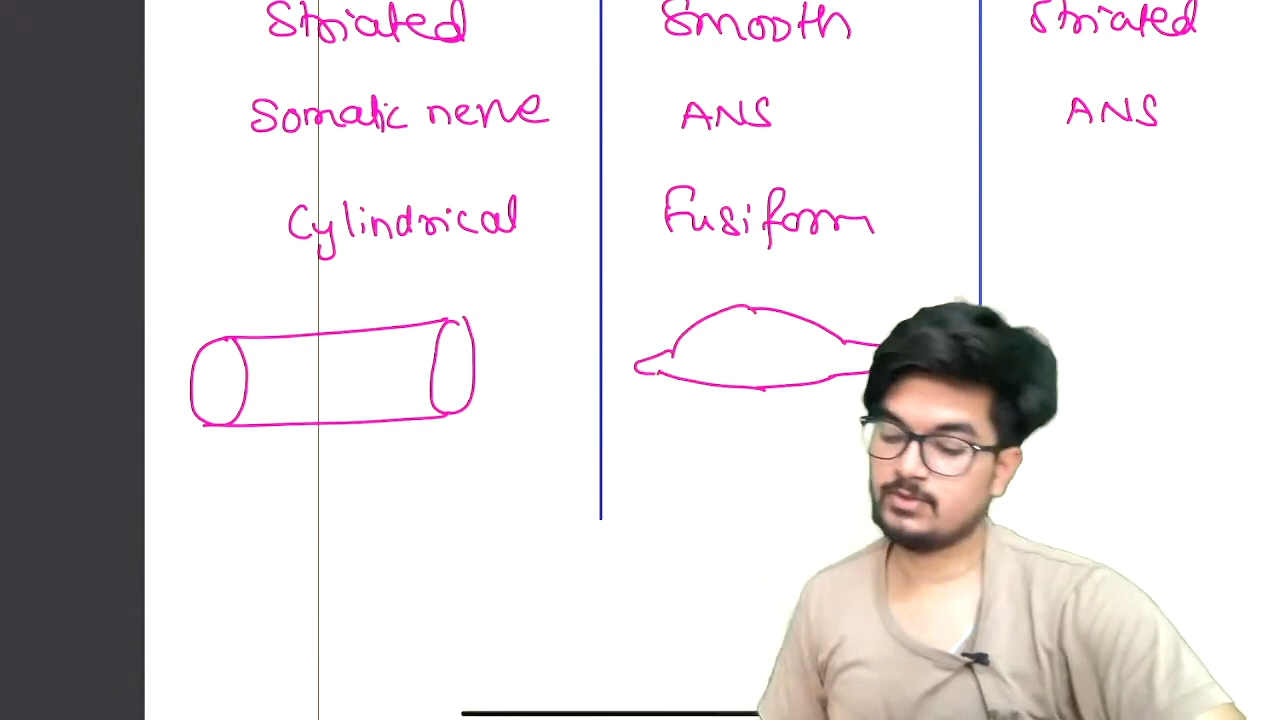 Striated Smooth Striated
Somatic nerve ANS ANS
Cylindrical Fusiform